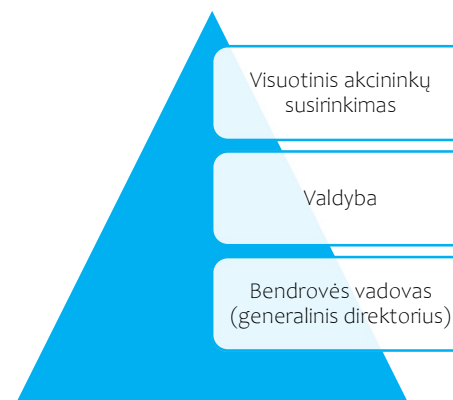 Visuotinis akcininkų
susirinkimas
Valdyba
Bendrovės vadovas
(generalinis direktorius)